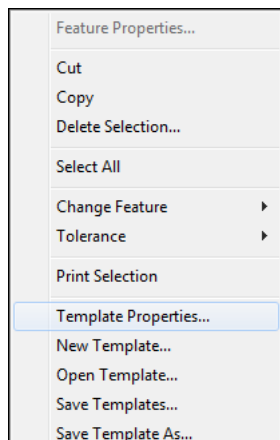 Feature Properties...
Cut
Copy
Delete Selection...
Select All
Change Feature
Tolerance
Print Selection
Template Properties...
New Template...
Open Template...
Save Templates...
Save Template As...